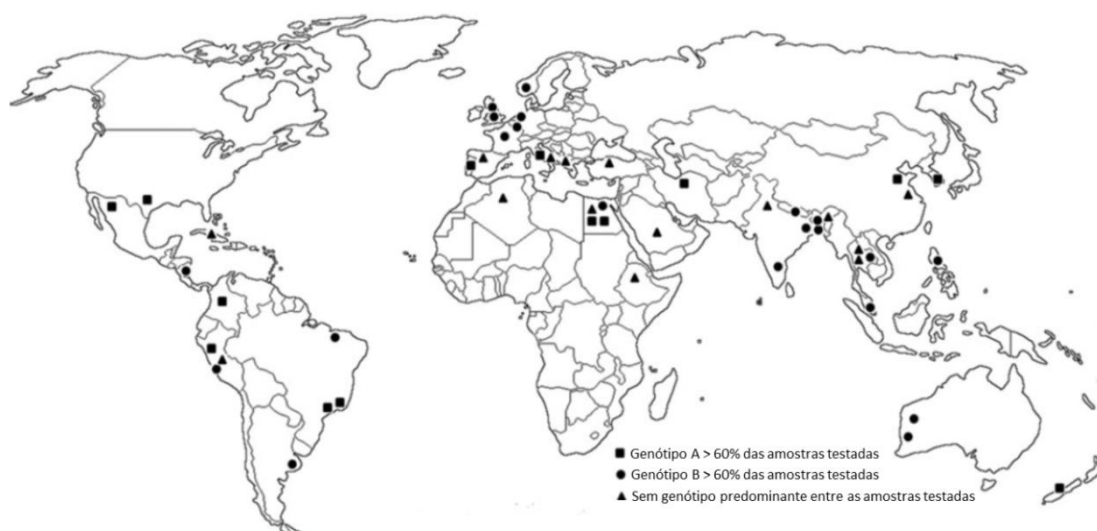 Genótipo A > 60% das amostras testadas
Genótipo B > 60% das amostras testadas
Sem genótipo predominante entre as amostras testadas